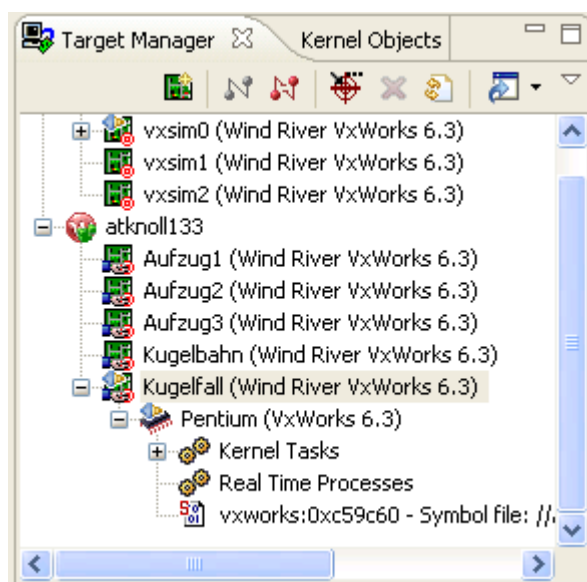 Target Manager Kernel Objects
vxsim0 (Wind River VxWorks 6.3)
vxsim1 (Wind River VxWorks 6.3)
vxsim2 (Wind River VxWorks 6.3)
atknoll133
Aufzug1 (Wind River VxWorks 6.3)
Aufzug2 (Wind River VxWorks 6.3)
Aufzug3 (Wind River VxWorks 6.3)
Kugelbahn (Wind River VxWorks 6.3)
Kugelfall (Wind River VxWorks 6.3)
Pentium (VxWorks 6.3)
Kernel Tasks
Real Time Processes
vxworks:0xc59c60 - Symbol file: //